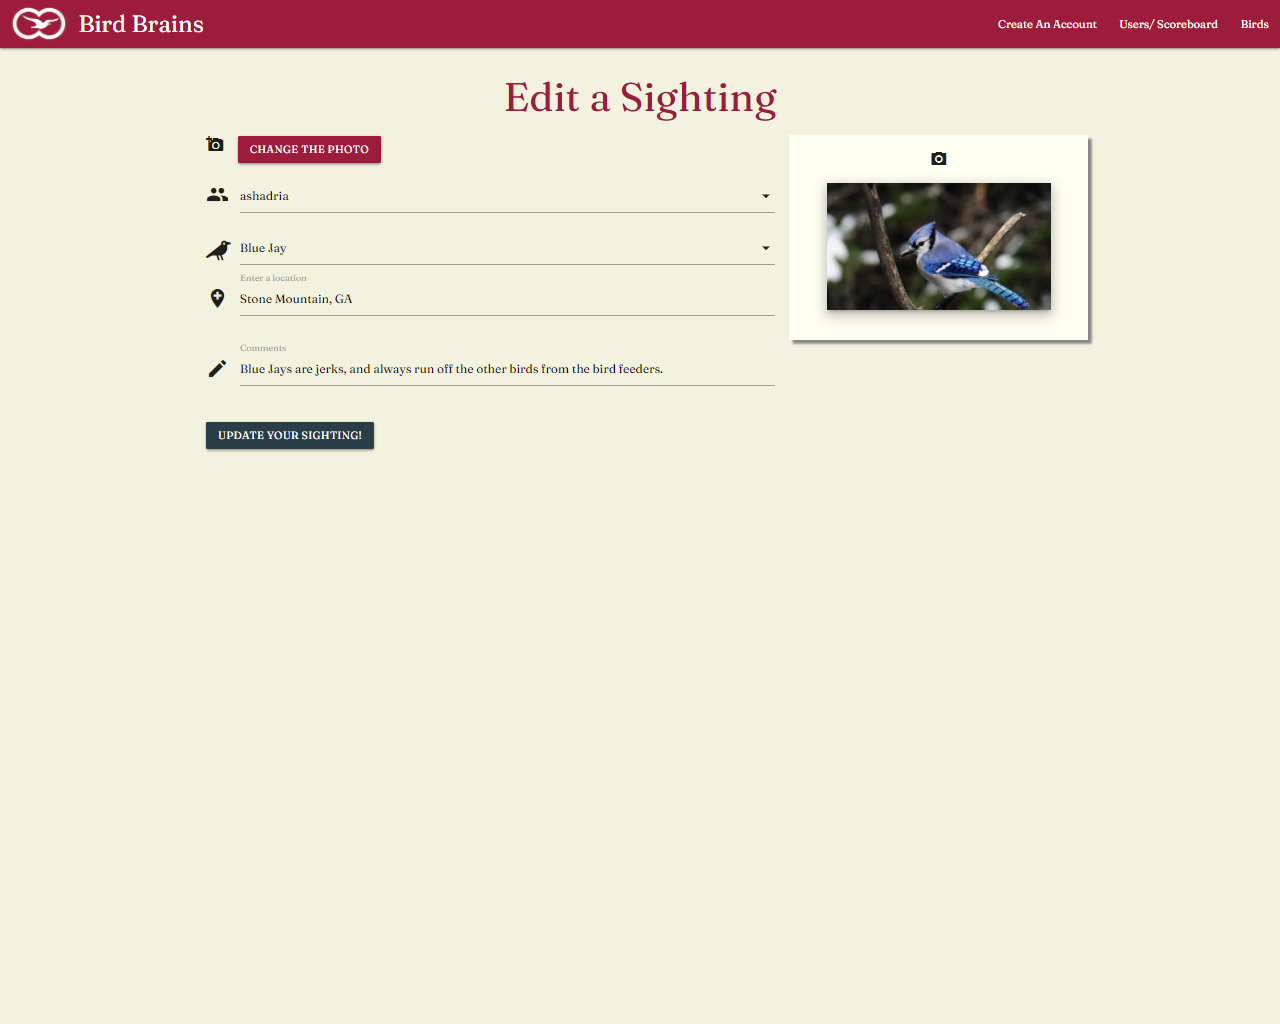 Bird Brains
Create An Account
Users/ Scoreboard
Birds
Edit a Sighting
CHANGE THE PHOTO
ashadria
Blue Jay
Enter a location
Stone Mountain, GA
Comments
Blue Jays are jerks, and always run off the other birds from the bird feeders.
UPDATE YOUR SIGHTING!